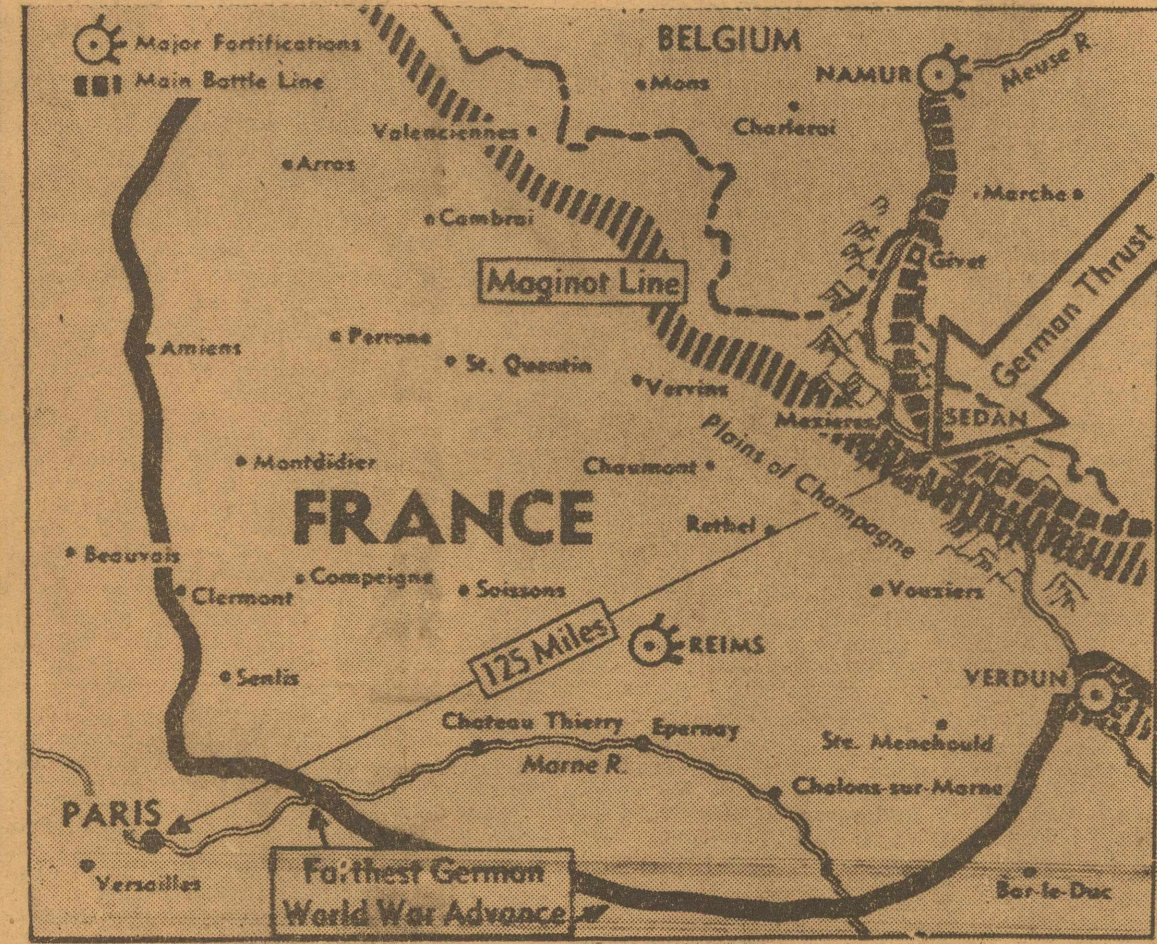 Major Fortifications
Main Battle Line
BELGIUM
NAMUR
Meuse R.
Mons
Charleroi
Valenciennes
Arras
Marche
Cambrai
Givet
Maginot Line
German Thrust
Amiens
Perrone
St. Quentin
Vervins
Mezieres
SEDAN
Plains of Champagne
Montdidier
Chaumont
FRANCE
Rethel
Beauvais
Compeigne
Clermont
Soissons
Vouziers
125 Miles
REIMS
Senlis
VERDUN
Chateau Thierry
Epernay
Ste. Menehould
Marne R.
Chalons-sur-Marne
PARIS
Versailles
Farthest German
World War Advance
Bar-le-Duc